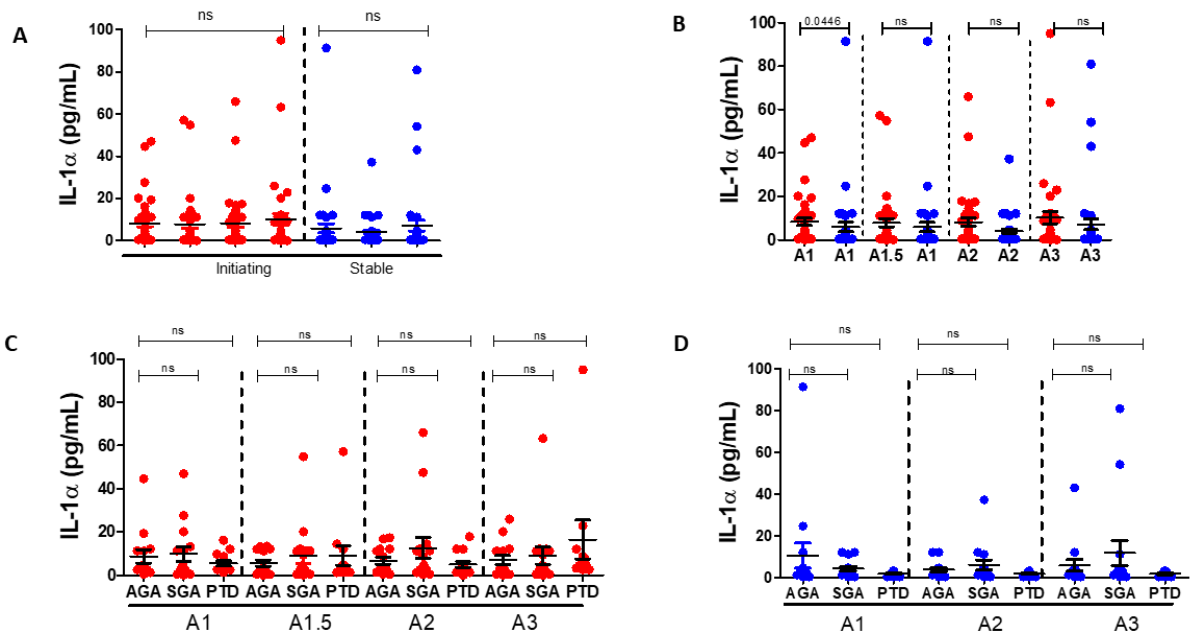 A
ns
ns
IL-1α (pg/mL)
100
80
60
40
20
0
Initiating
Stable
B
0.0446
ns
ns
ns
IL-1α (pg/mL)
100
80
60
40
20
0
A1 A1 A1.5 A1 A2 A2 A3 A3
C
ns
ns
ns
ns
ns
ns
ns
ns
IL-1α (pg/mL)
100
80
60
40
20
0
AGA SGA PTD AGA SGA PTD AGA SGA PTD AGA SGA PTD
A1 A1.5 A2 A3
D
ns
ns
ns
ns
ns
ns
IL-1α (pg/mL)
100
80
60
40
20
0
AGA SGA PTD AGA SGA PTD AGA SGA PTD
A1 A2 A3